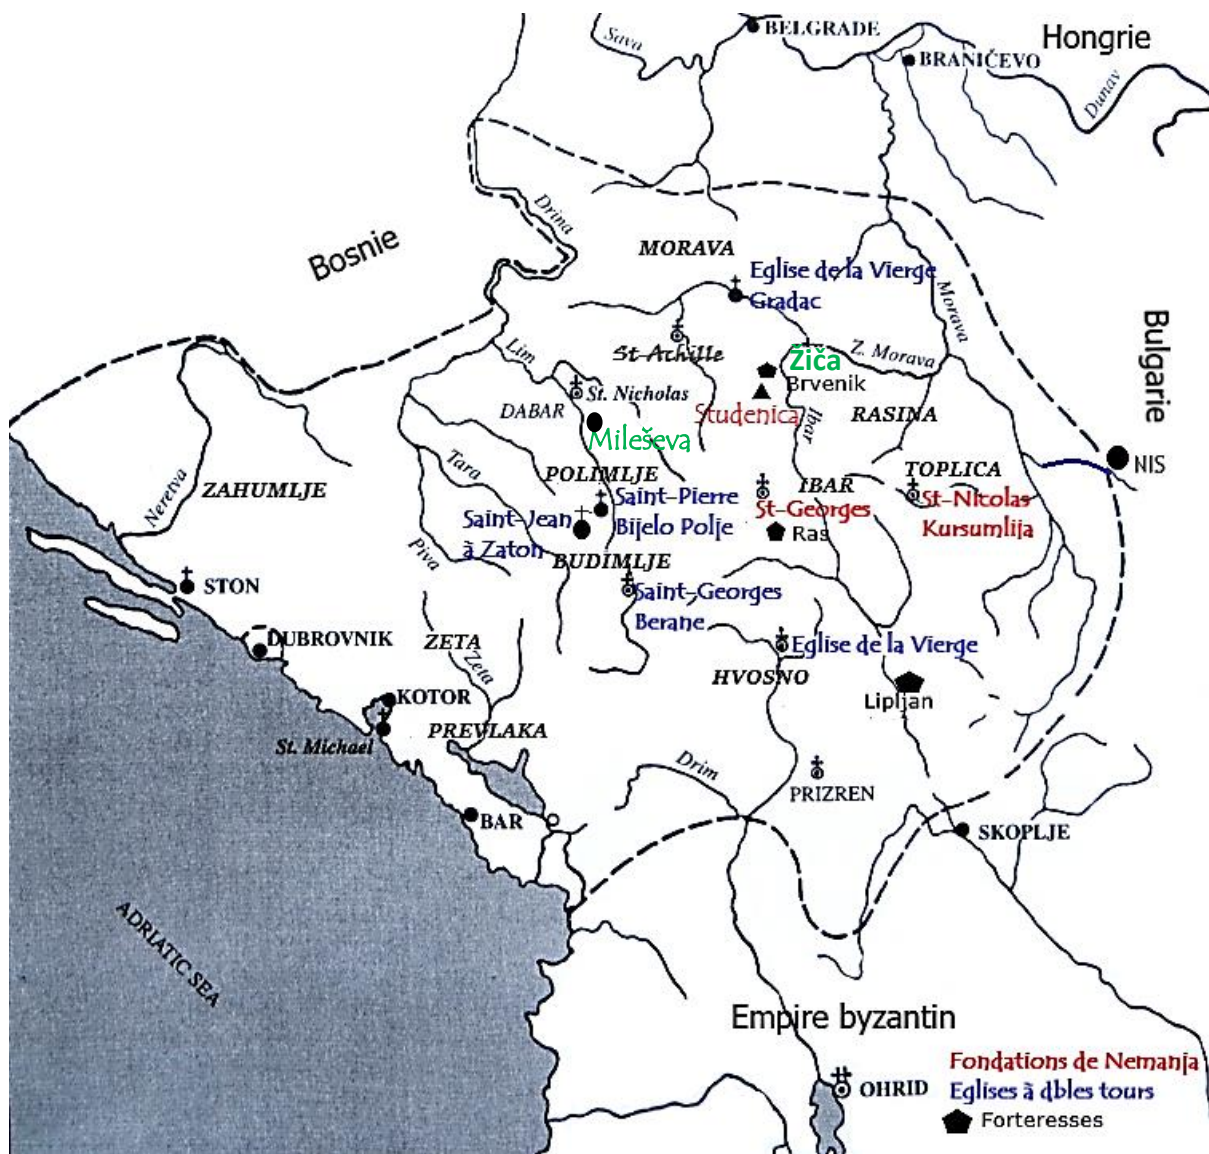 BELGRADE
Hongrie
Sava
BRANIČEVO
Dunav
Drina
Bosnie
MORAVA
Eglise de la Vierge
Gradac
Morava
Bulgarie
Lim
St-Achille
Žiča
Z. Morava
Brvenik
St. Nicholas
DABAR
Studenica
Ibar
RASINA
Mileševa
NIS
Tara
POLIMLJE
TOPLICA
IBAR
ZAHUMLJE
Neretva
Saint-Pierre
Bijelo Polje
St-Georges
St-Nicolas
Kursumlija
Saint-Jean
à Zaton
Ras
Piva
BUDIMLJE
STON
Saint-Georges
Berane
DUBROVNIK
ZETA
Zeta
Eglise de la Vierge
HVOSNO
KOTOR
Lipljan
PREVLAKA
St. Michael
Drim
PRIZREN
BAR
SKOPLJE
ADRIATIC SEA
Empire byzantin
Fondations de Nemanja
OHRID
Eglises à dbles tours
Forteresses